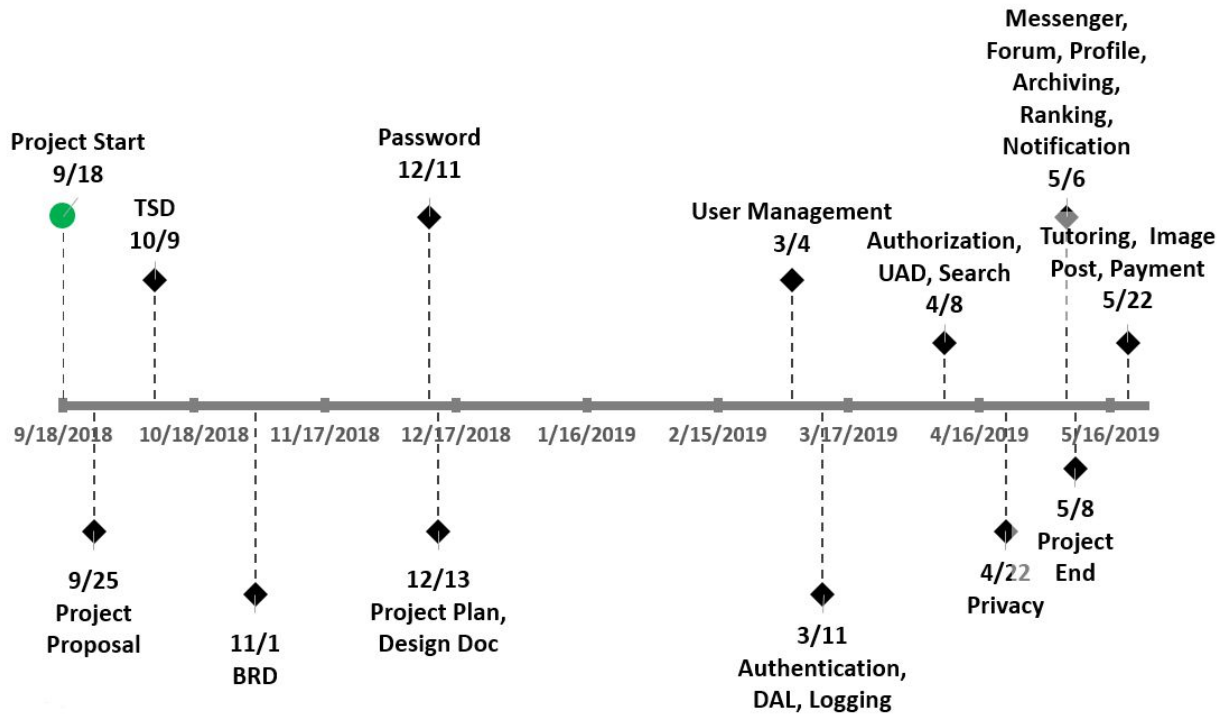 Messenger,
Forum, Profile,
Archiving,
Ranking,
Notification
5/6
Project Start
9/18
Password
12/11
TSD
10/9
User Management
3/4
Authorization,
UAD, Search
4/8
Tutoring, Image
Post, Payment
5/22
9/18/2018 10/18/2018 11/17/2018 12/17/2018 1/16/2019 2/15/2019 3/17/2019 4/16/2019 5/16/2019
9/25
Project
Proposal
11/1
BRD
12/13
Project Plan,
Design Doc
3/11
Authentication,
DAL, Logging
4/22
Privacy
5/8
Project
End